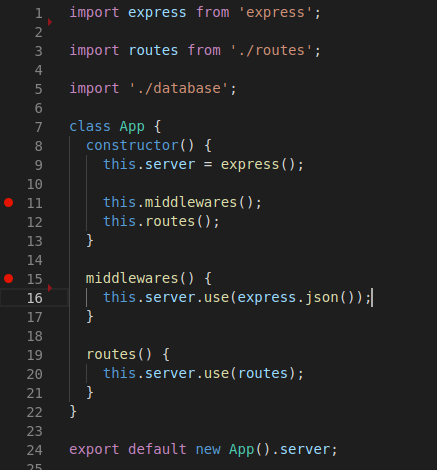 1 import express from 'express';
2
3 import routes from './routes';
4
5 import './database';
6
7 class App {
8   constructor() {
9     this.server = express();
10
11     this.middlewares();
12     this.routes();
13   }
14
15   middlewares() {
16     this.server.use(express.json());
17   }
18
19   routes() {
20     this.server.use(routes);
21   }
22 }
23
24 export default new App().server;
25